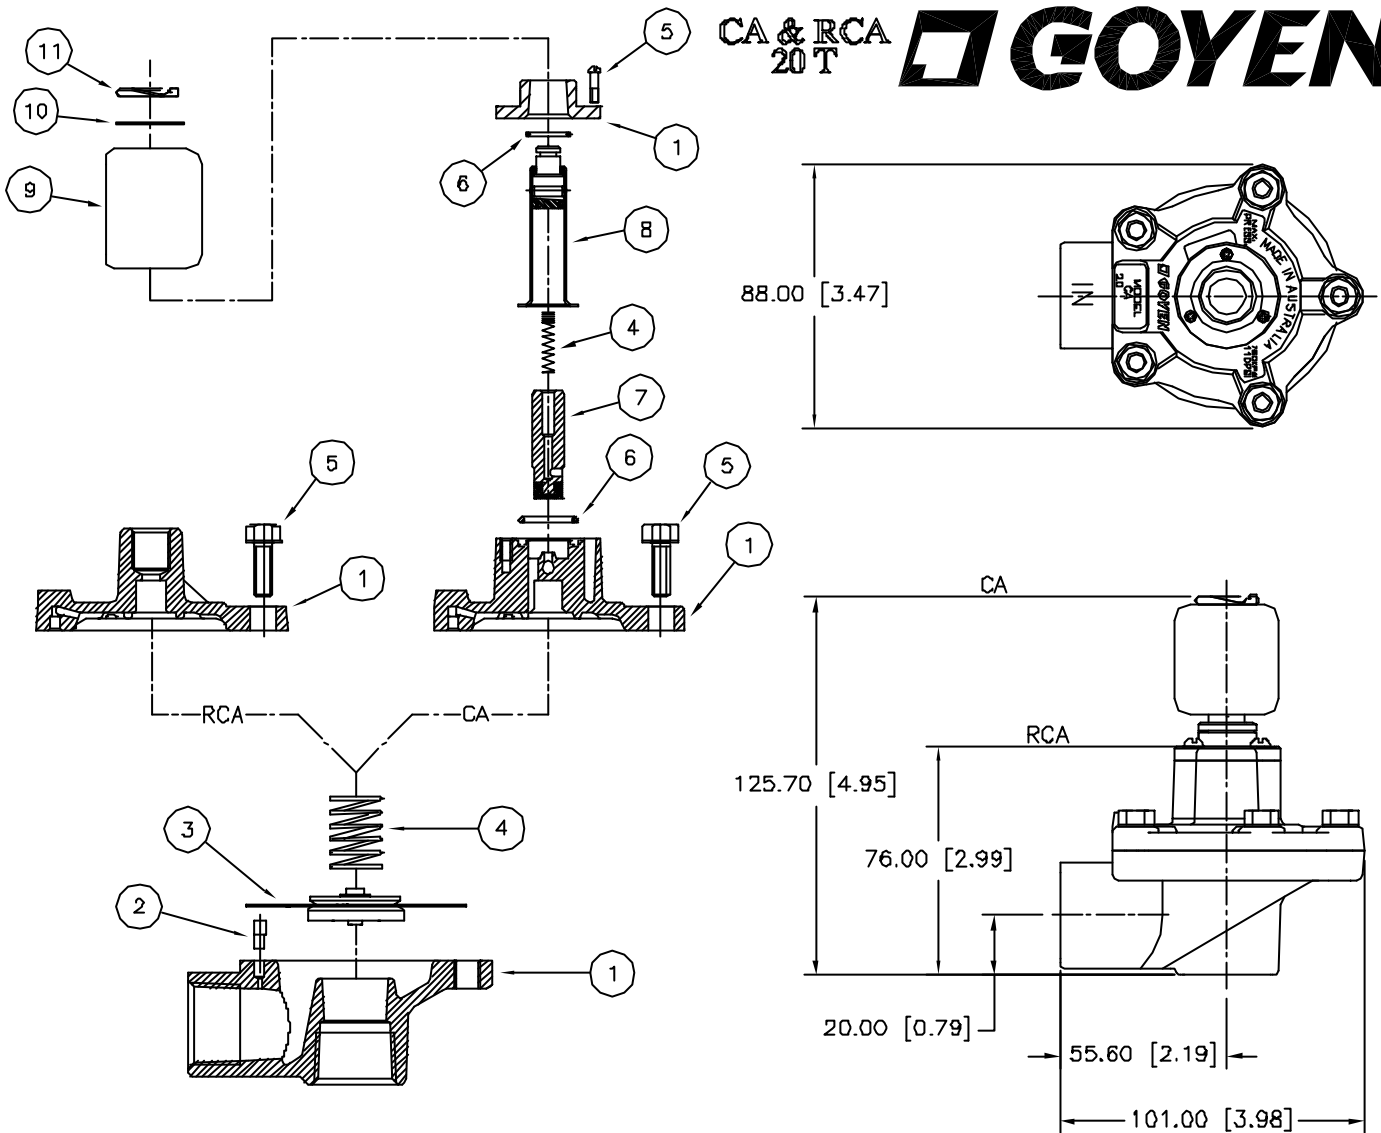 CA & RCA
20 T
GOYEN
11
10
9
5
1
6
8
4
7
6
5
5
1
1
RCA
CA
3
4
2
1
88.00 [3.47]
IN
MODEL
CA
20
GOYEN
MADE IN AUSTRALIA
MAX.
CA
RCA
125.70 [4.95]
76.00 [2.99]
20.00 [0.79]
55.60 [2.19]
101.00 [3.98]